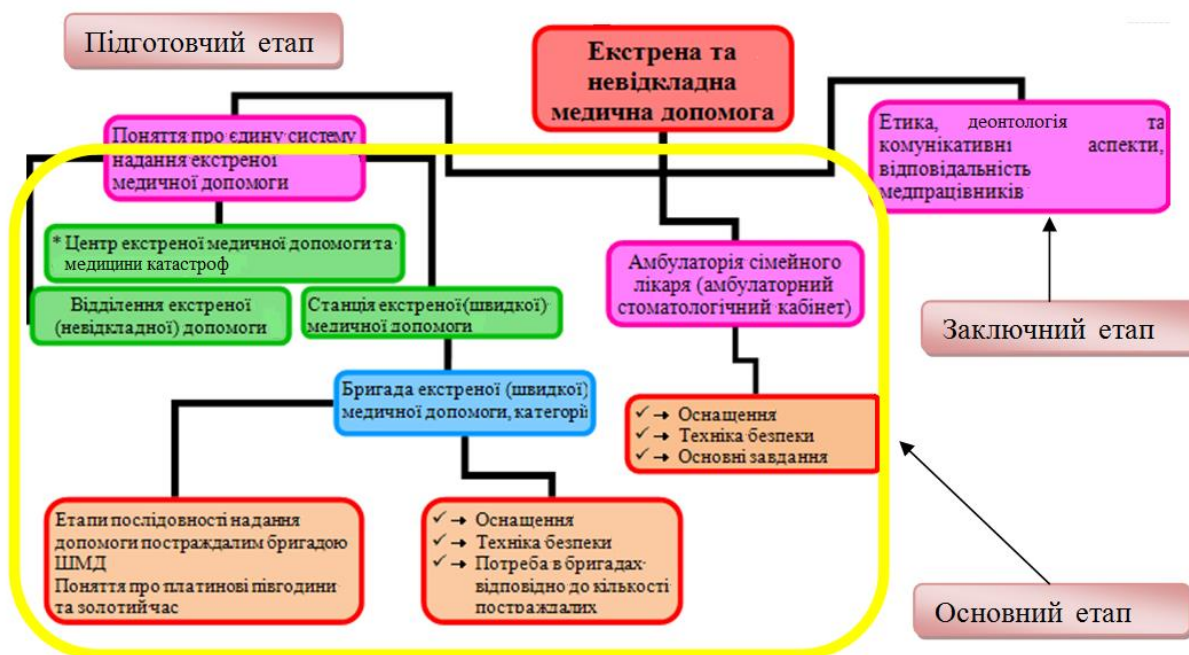 Підготовчий етап
Екстрена та
невідкладна
медична допомога
Поняття про єдину систему
надання екстреної
медичної допомоги
Етика, деонтологія та
комунікативні аспекти,
відповідальність
медпрацівників
* Центр екстреної медичної допомоги та
медицини катастроф
Відділення екстреної
(невідкладної) допомоги
Станція екстреної (швидкої)
медичної допомоги
Амбулаторія сімейного
лікаря (амбулаторний
стоматологічний кабінет)
Заключний етап
Бригада екстреної (швидкої)
медичної допомоги, категорії
✓ → Оснащення
✓ → Техніка безпеки
✓ → Основні завдання
Етапи послідовності надання
допомоги постраждалим бригадою
ШМД
Поняття про платинові півгодини
та золотий час
✓ → Оснащення
✓ → Техніка безпеки
✓ → Потреба в бригадах
відповідно до кількості
постраждалих
Основний етап